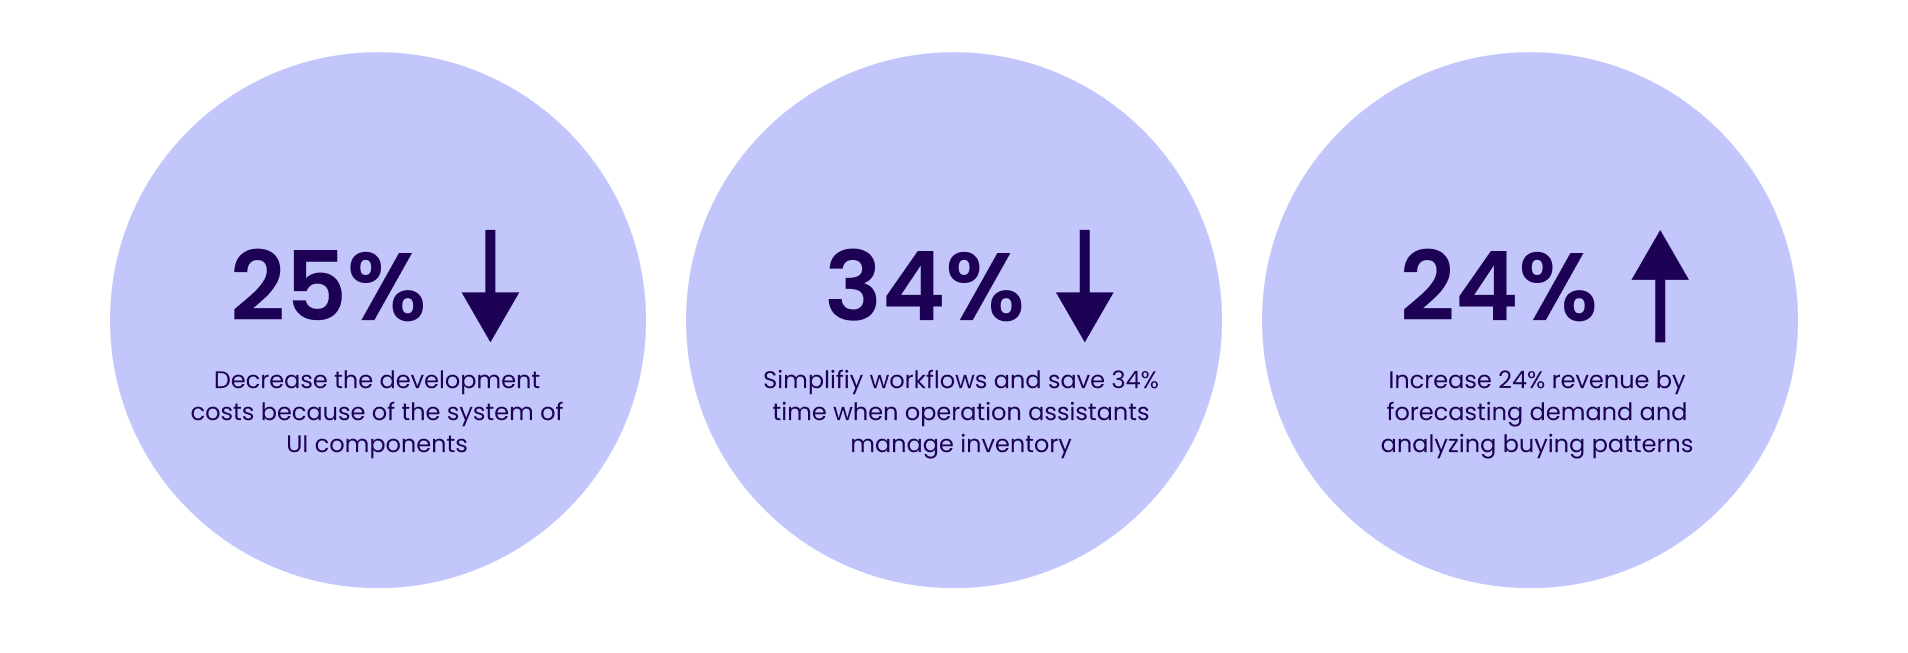 25%
Decrease the development
costs because of the system of
UI components
34%
Simplifiy workflows and save 34%
time when operation assistants
manage inventory
24%
Increase 24% revenue by
forecasting demand and
analyzing buying patterns